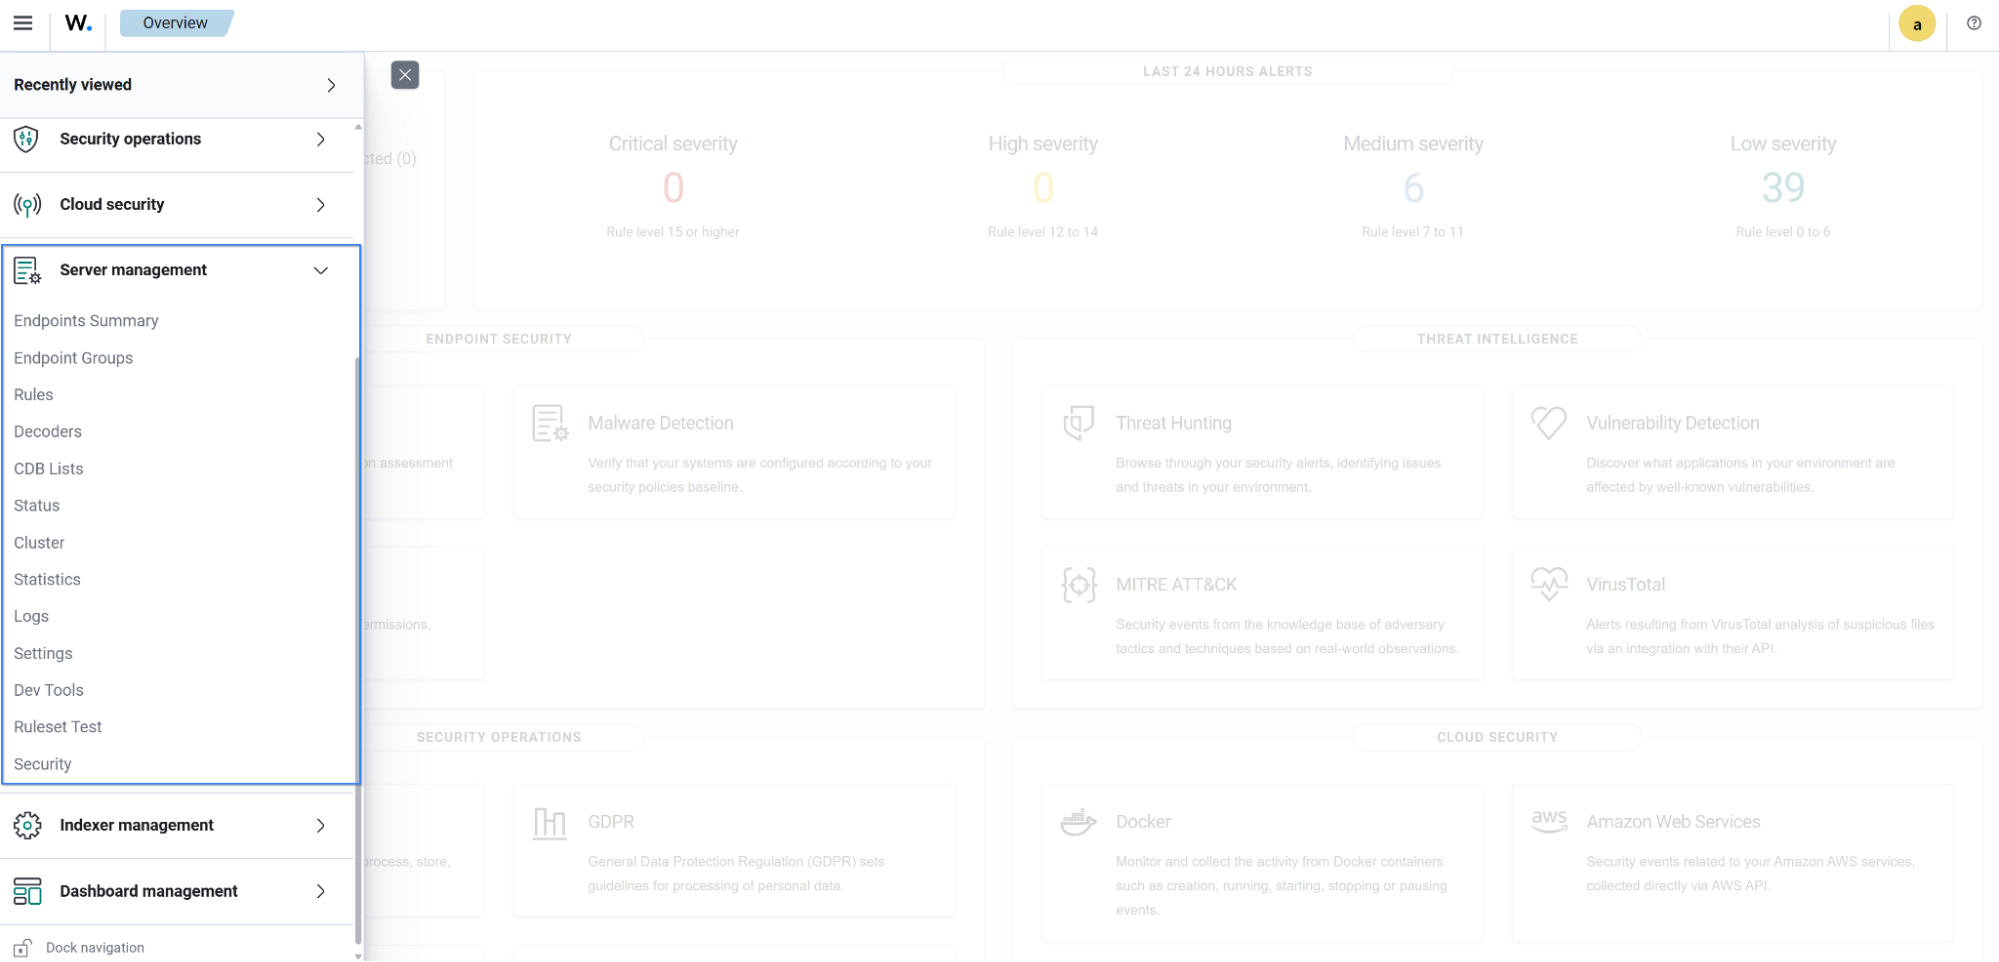 W.
Overview
a
Recently viewed
Security operations
Cloud security
Server management
Endpoints Summary
Endpoint Groups
Rules
Decoders
CDB Lists
Status
Cluster
Statistics
Logs
Settings
Dev Tools
Ruleset Test
Security
Indexer management
Dashboard management
Dock navigation
cted (0)
LAST 24 HOURS ALERTS
Critical severity
0
Rule level 15 or higher
High severity
0
Rule level 12 to 14
Medium severity
6
Rule level 7 to 11
Low severity
39
Rule level 0 to 6
ENDPOINT SECURITY
on assessment
Malware Detection
Verify that your systems are configured according to your
security policies baseline.
ermissions,
THREAT INTELLIGENCE
Threat Hunting
Browse through your security alerts, identifying issues
and threats in your environment.
Vulnerability Detection
Discover what applications in your environment are
affected by well-known vulnerabilities.
MITRE ATT&CK
Security events from the knowledge base of adversary
tactics and techniques based on real-world observations.
VirusTotal
Alerts resulting from VirusTotal analysis of suspicious files
via an integration with their API.
SECURITY OPERATIONS
process, store,
GDPR
General Data Protection Regulation (GDPR) sets
guidelines for processing of personal data.
CLOUD SECURITY
Docker
Monitor and collect the activity from Docker containers
such as creation, running, starting, stopping or pausing
events.
aws
Amazon Web Services
Security events related to your Amazon AWS services,
collected directly via AWS API.